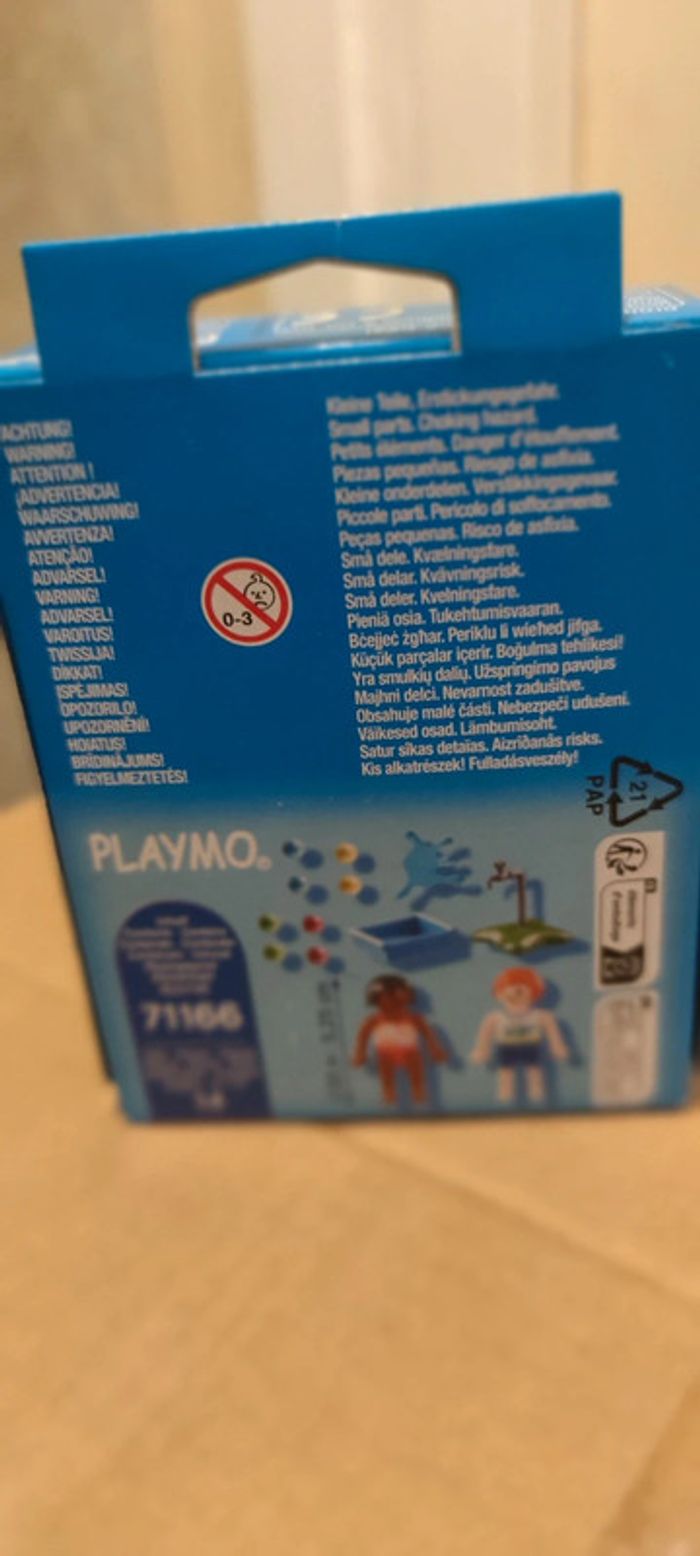 ACHTUNG!
WARNING!
ATTENTION !
¡ADVERTENCIA!
WAARSCHUWING!
AVVERTENZA!
ATENÇÃO!
ADVARSEL!
VARNING!
ADVARSEL!
VAROITUS!
TWISSIJA!
DİKKAT!
ĮSPĖJIMAS!
OPOZORILO!
UPOZORNĚNÍ!
HOIATUS!
BRĪDINĀJUMS!
FIGYELMEZTETÉS!
0-3
Kleine Teile. Erstickungsgefahr.
Small parts. Choking hazard.
Petits éléments. Danger d'étouffement.
Piezas pequeñas. Riesgo de asfixia.
Kleine onderdelen. Verstikkingsgevaar.
Piccole parti. Pericolo di soffocamento.
Peças pequenas. Risco de asfixia.
Små dele. Kvælningsfare.
Små delar. Kvävningsrisk.
Små deler. Kvelningsfare.
Pieniä osia. Tukehtumisvaaran.
Bċejjeċ żgħar. Periklu li wieħed jifga.
Küçük parçalar içerir. Boğulma tehlikesi!
Yra smulkių dalių. Užspringimo pavojus
Majhni delci. Nevarnost zadušitve.
Obsahuje malé části. Nebezpečí udušení.
Väikesed osad. Lämbumisoht.
Satur sīkas detaļas. Aizrīšanās risks.
Kis alkatrészek! Fulladásveszély!
21
PAP
PLAYMO®
71166